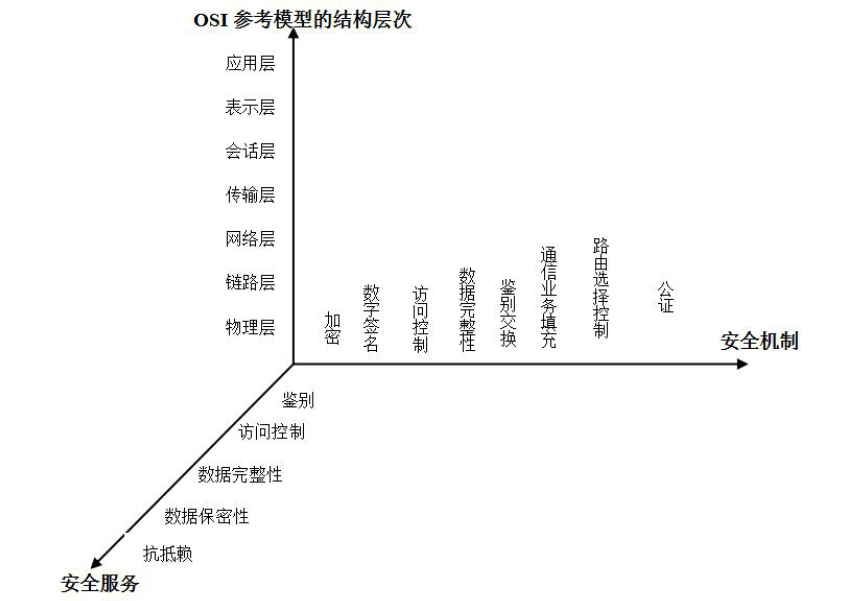 OSI 参考模型的结构层次
应用层
表示层
会话层
传输层
网络层
链路层
物理层
加密
数字签名
访问控制
数据完整性
鉴别交换
通信业务填充
路由选择控制
公证
安全机制
鉴别
访问控制
数据完整性
数据保密性
抗抵赖
安全服务